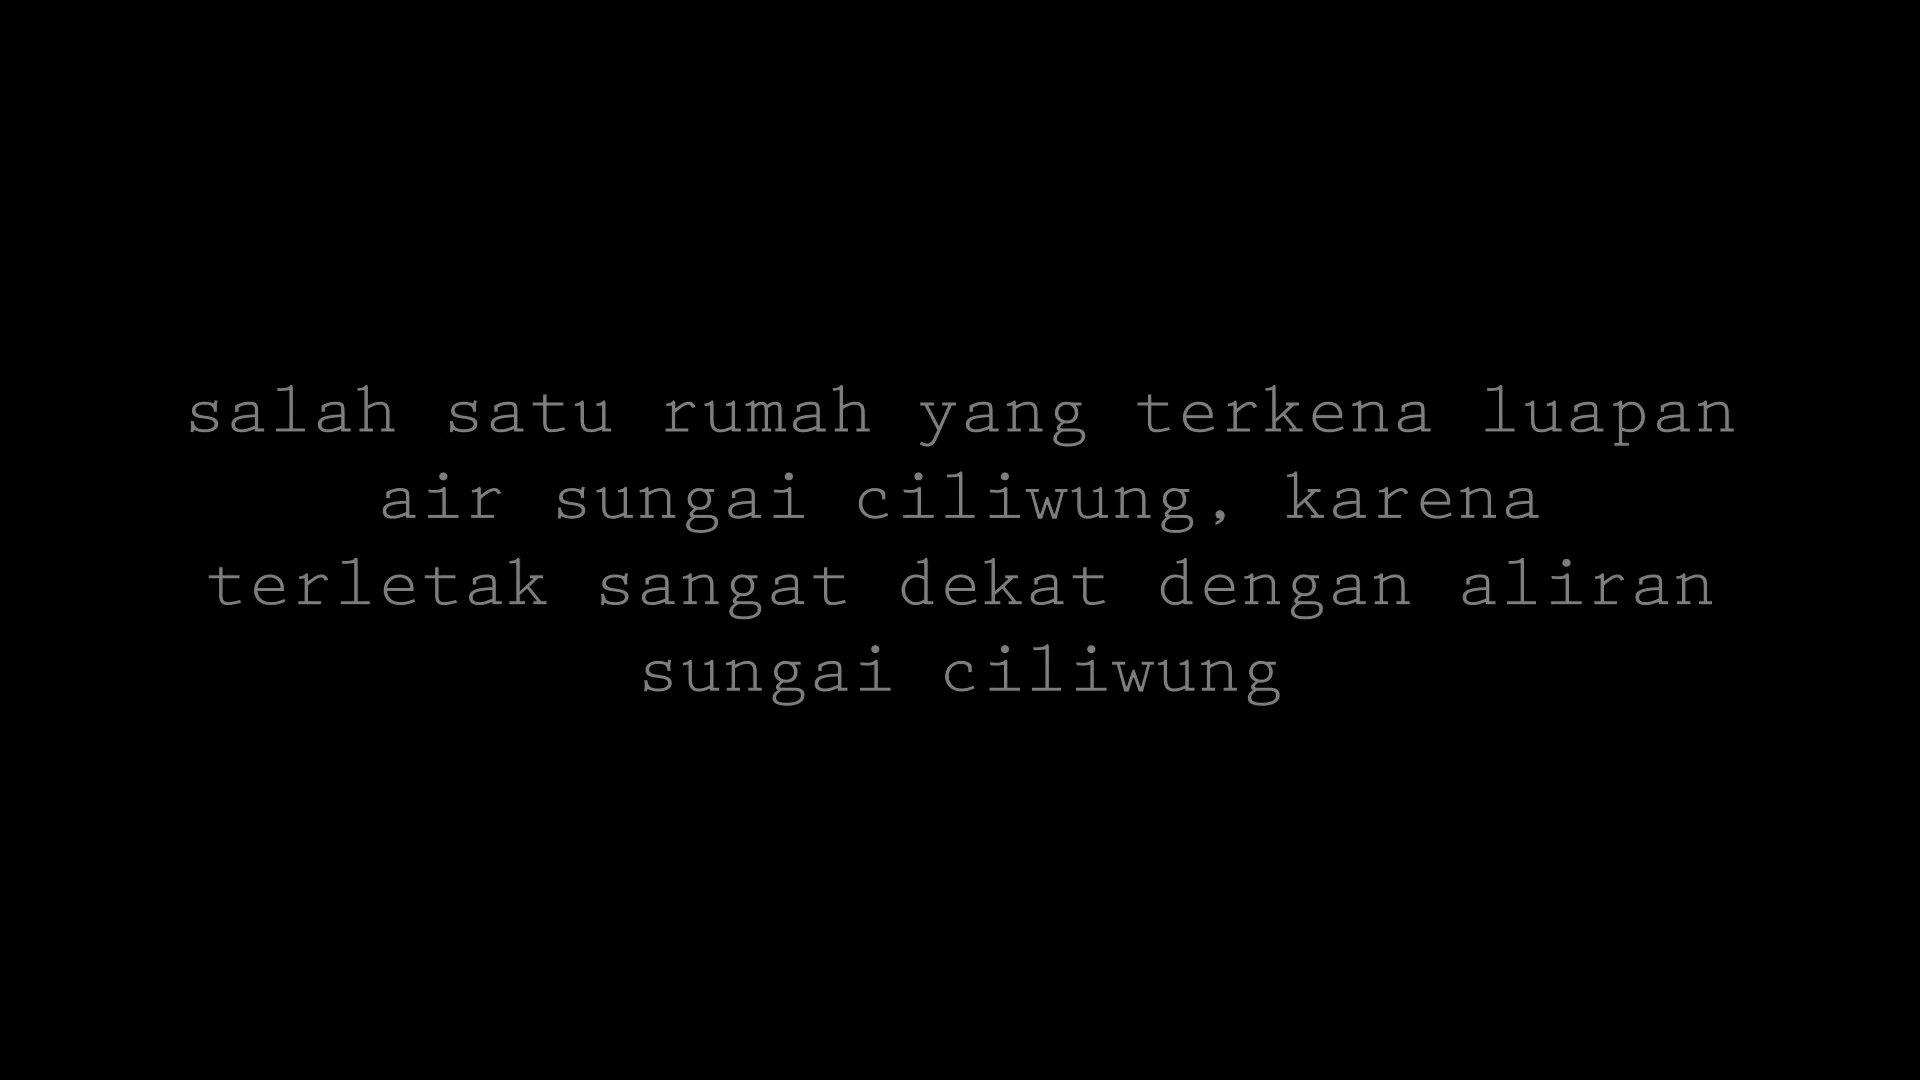 salah satu rumah yang terkena luapan
air sungai ciliwung, karena
terletak sangat dekat dengan aliran
sungai ciliwung